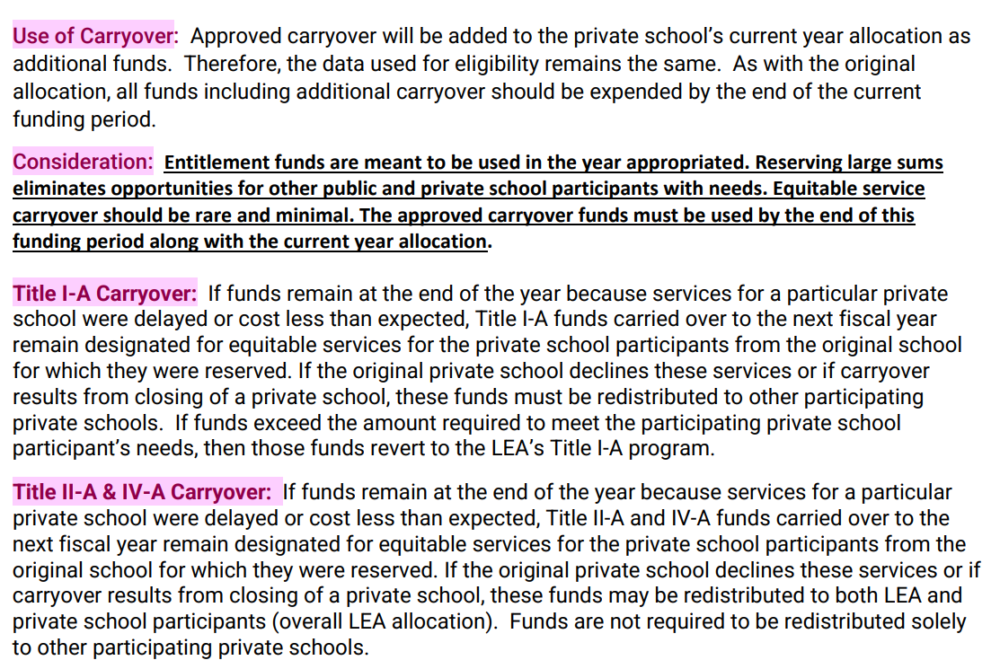 Use of Carryover: Approved carryover will be added to the private school's current year allocation as
additional funds. Therefore, the data used for eligibility remains the same. As with the original
allocation, all funds including additional carryover should be expended by the end of the current
funding period.
Consideration: Entitlement funds are meant to be used in the year appropriated. Reserving large sums
eliminates opportunities for other public and private school participants with needs. Equitable service
carryover should be rare and minimal. The approved carryover funds must be used by the end of this
funding period along with the current year allocation.
Title I-A Carryover: If funds remain at the end of the year because services for a particular private
school were delayed or cost less than expected, Title I-A funds carried over to the next fiscal year
remain designated for equitable services for the private school participants from the original school
for which they were reserved. If the original private school declines these services or if carryover
results from closing of a private school, these funds must be redistributed to other participating
private schools. If funds exceed the amount required to meet the participating private school
participant's needs, then those funds revert to the LEA's Title I-A program.
Title II-A & IV-A Carryover: If funds remain at the end of the year because services for a particular
private school were delayed or cost less than expected, Title II-A and IV-A funds carried over to the
next fiscal year remain designated for equitable services for the private school participants from the
original school for which they were reserved. If the original private school declines these services or if
carryover results from closing of a private school, these funds may be redistributed to both LEA and
private school participants (overall LEA allocation). Funds are not required to be redistributed solely
to other participating private schools.